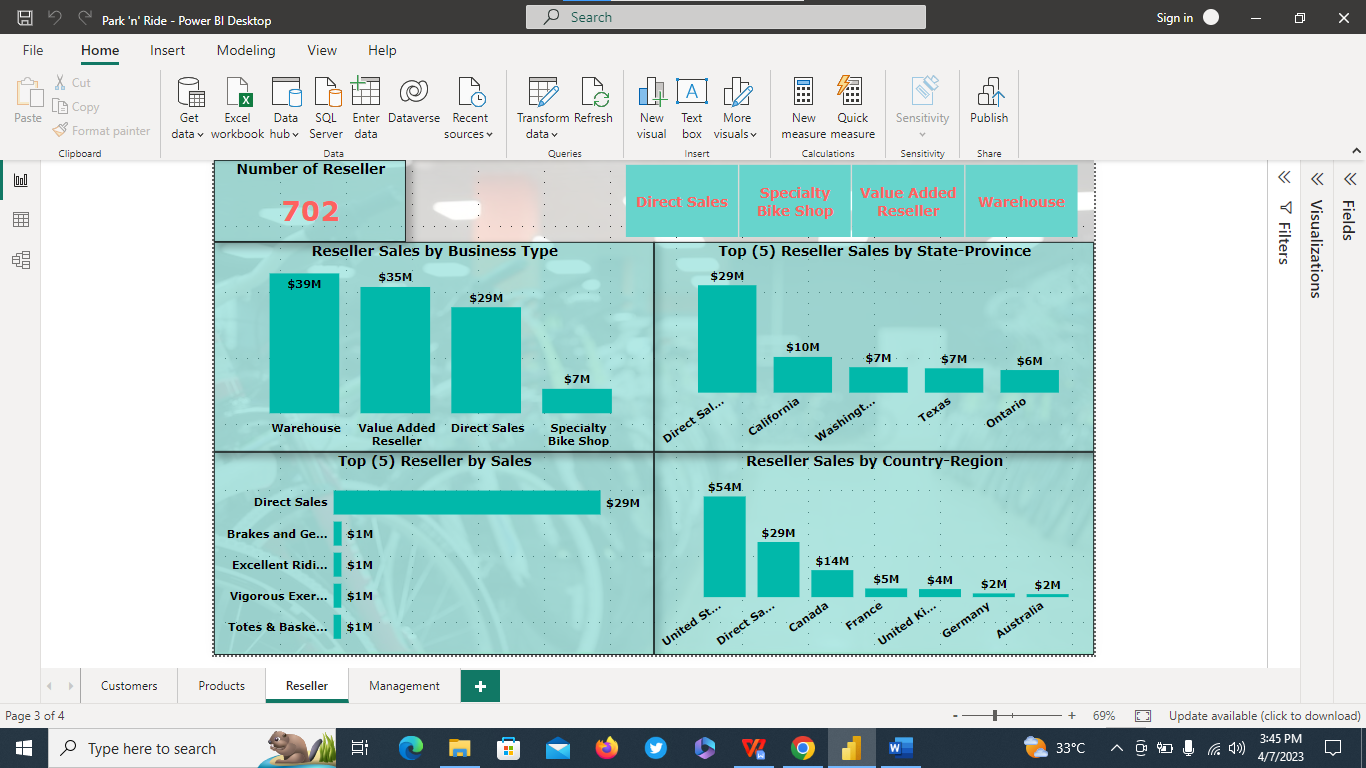 Park 'n' Ride - Power BI Desktop
Search
Sign in
File Home Insert Modeling View Help
Paste
Cut
Copy
Format painter
Clipboard
Get data
Excel workbook
Data hub
SQL Server
Enter data
Dataverse
Recent sources
Data
Transform data
Refresh
Queries
New visual
Text box
More visuals
Insert
New measure
Quick measure
Calculations
Sensitivity
Sensitivity
Publish
Share
Number of Reseller
702
Direct Sales
Specialty
Bike Shop
Value Added
Reseller
Warehouse
Reseller Sales by Business Type
$39M
$35M
$29M
$7M
Warehouse
Value Added
Reseller
Direct Sales
Specialty
Bike Shop
Top (5) Reseller Sales by State-Province
$29M
$10M
$7M
$7M
$6M
Direct Sal...
California
Washingt...
Texas
Ontario
Top (5) Reseller by Sales
Direct Sales $29M
Brakes and Ge... $1M
Excellent Ridi... $1M
Vigorous Exer... $1M
Totes & Baske... $1M
Reseller Sales by Country-Region
$54M
$29M
$14M
$5M
$4M
$2M
$2M
United St...
Direct Sa...
Canada
France
United Ki...
Germany
Australia
Filters
Visualizations
Fields
Customers Products Reseller Management
Page 3 of 4
- + 69%
Update available (click to download)
Type here to search
33°C
3:45 PM
4/7/2023